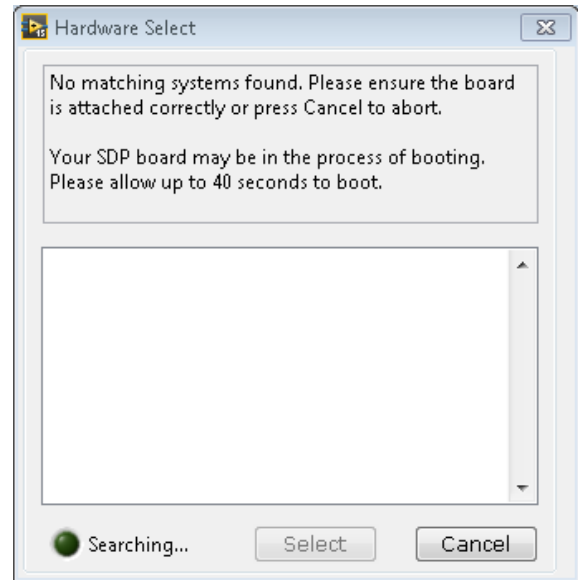 Hardware Select
No matching systems found. Please ensure the board
is attached correctly or press Cancel to abort.
Your SDP board may be in the process of booting.
Please allow up to 40 seconds to boot.
Searching...
Select
Cancel